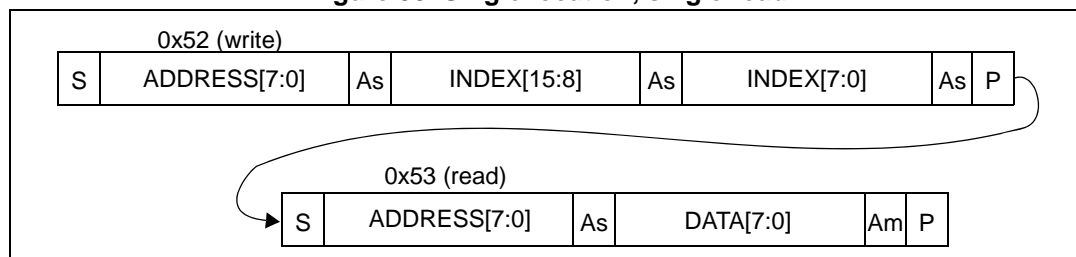 0x52 (write)
S ADDRESS[7:0] As INDEX[15:8] As INDEX[7:0] As P
0x53 (read)
S ADDRESS[7:0] As DATA[7:0] Am P